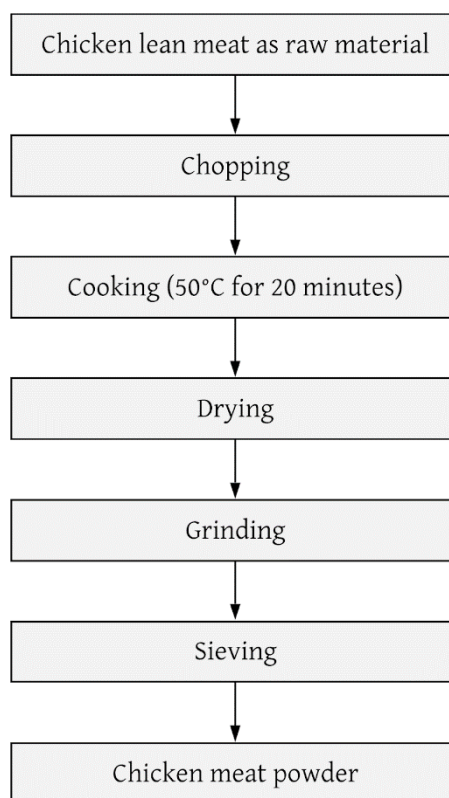 Chicken lean meat as raw material
Chopping
Cooking (50°C for 20 minutes)
Drying
Grinding
Sieving
Chicken meat powder